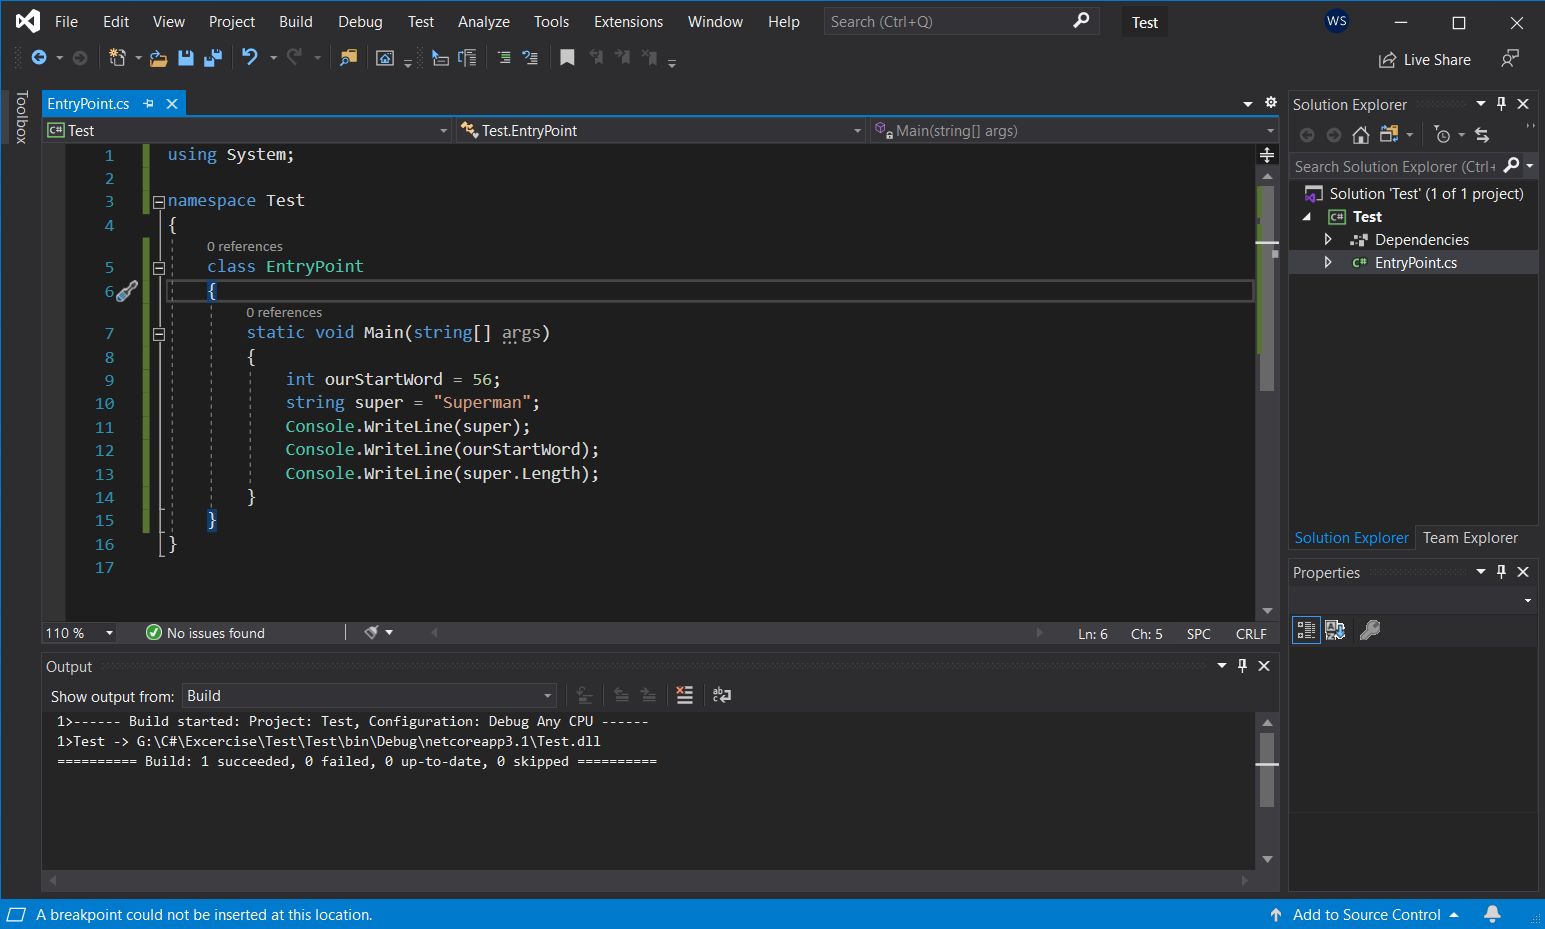 File Edit View Project Build Debug Test Analyze Tools Extensions Window Help Search (Ctrl+Q) Test WS
Live Share
Toolbox
EntryPoint.cs
C# Test Test.EntryPoint Main(string[] args)
1 using System;
2
3 namespace Test
4 {
0 references
5 class EntryPoint
6 {
0 references
7 static void Main(string[] args)
8 {
9 int ourStartWord = 56;
10 string super = "Superman";
11 Console.WriteLine(super);
12 Console.WriteLine(ourStartWord);
13 Console.WriteLine(super.Length);
14 }
15 }
16 }
17
110 % No issues found Ln: 6 Ch: 5 SPC CRLF
Output
Show output from: Build
1>------ Build started: Project: Test, Configuration: Debug Any CPU ------
1>Test -> G:\C#\Excercise\Test\Test\bin\Debug\netcoreapp3.1\Test.dll
========== Build: 1 succeeded, 0 failed, 0 up-to-date, 0 skipped ==========
Solution Explorer
Search Solution Explorer (Ctrl+
Solution 'Test' (1 of 1 project)
C# Test
Dependencies
C# EntryPoint.cs
Solution Explorer Team Explorer
Properties
A breakpoint could not be inserted at this location. Add to Source Control